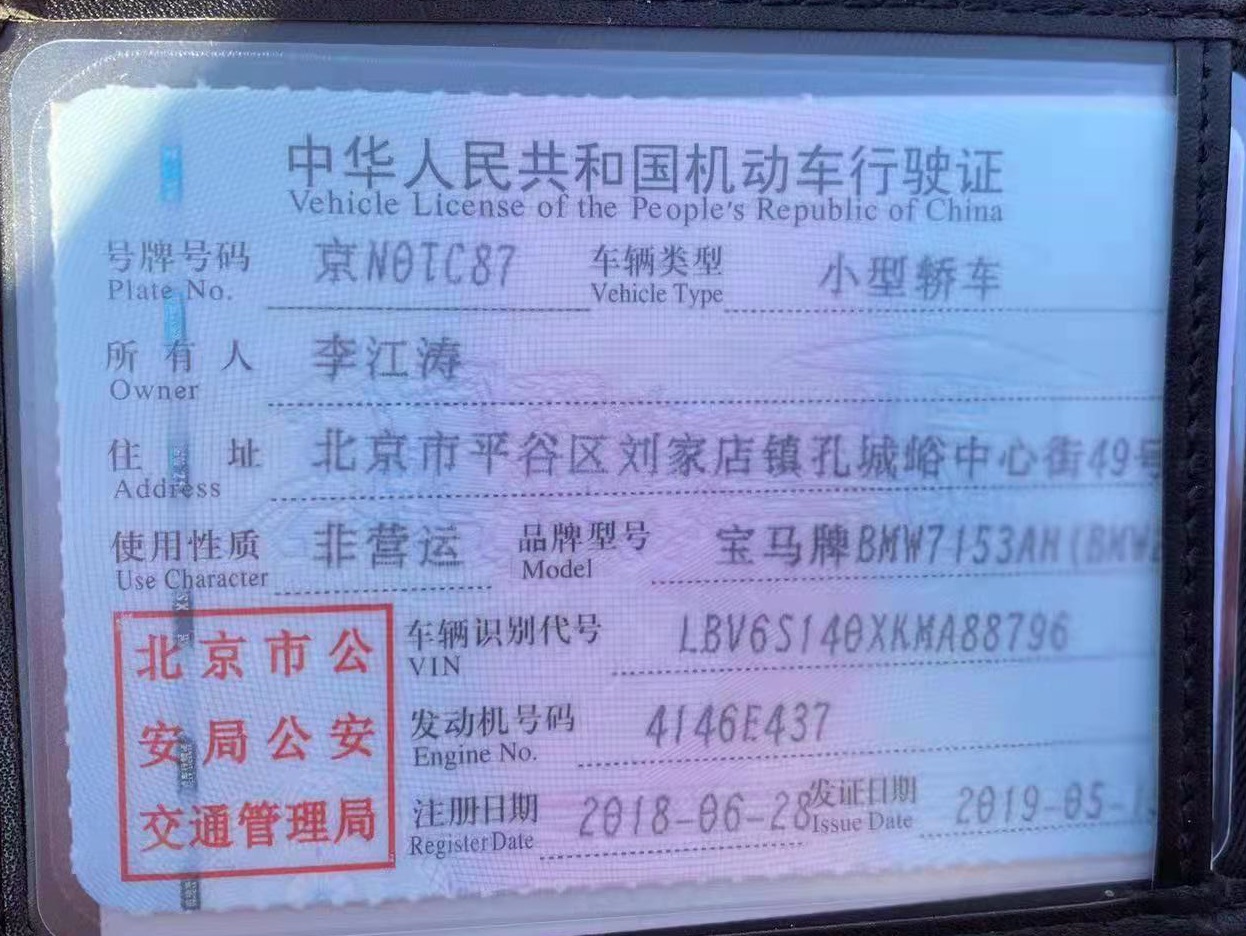 中华人民共和国机动车行驶证
Vehicle License of the People's Republic of China
号牌号码 京N0TC87 车辆类型 小型轿车
Plate No. Vehicle Type
所有人 李江涛
Owner
住址 北京市平谷区刘家店镇孔城峪中心街49号
Address
使用性质 非营运 品牌型号 宝马牌BMW7153AM(BMW
Use Character Model
北京市公
安局公安
交通管理局
车辆识别代号 LBV6S140XKMA88796
VIN
发动机号码 4146E437
Engine No.
注册日期 2018-06-28 发证日期 2019-05-1
Register Date Issue Date